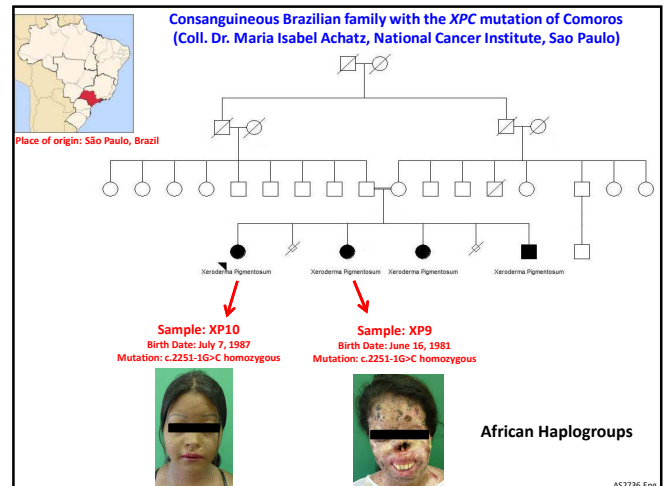 Consanguineous Brazilian family with the XPC mutation of Comoros
(Coll. Dr. Maria Isabel Achatz, National Cancer Institute, Sao Paulo)
Place of origin: São Paulo, Brazil
Xeroderma Pigmentosum
Xeroderma Pigmentosum
Xeroderma Pigmentosum
Xeroderma Pigmentosum
Sample: XP10
Birth Date: July 7, 1987
Mutation: c.2251-1G>C homozygous
Sample: XP9
Birth Date: June 16, 1981
Mutation: c.2251-1G>C homozygous
African Haplogroups
AS2736 Eng